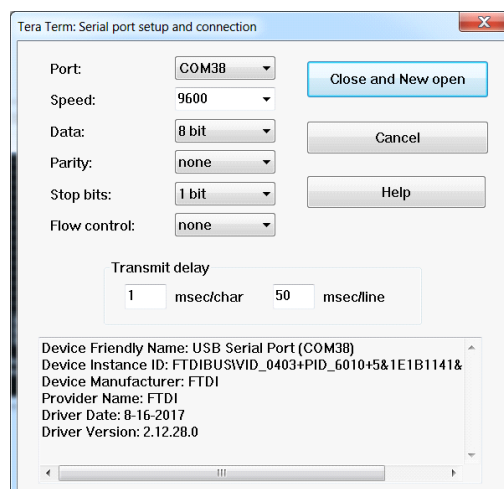 Tera Term: Serial port setup and connection
X
Port: COM38
Close and New open
Speed: 9600
Data: 8 bit
Cancel
Parity: none
Stop bits: 1 bit
Help
Flow control: none
Transmit delay
1 msec/char 50 msec/line
Device Friendly Name: USB Serial Port (COM38)
Device Instance ID: FTDIBUS\VID_0403+PID_6010+5&1E1B1141&
Device Manufacturer: FTDI
Provider Name: FTDI
Driver Date: 8-16-2017
Driver Version: 2.12.28.0